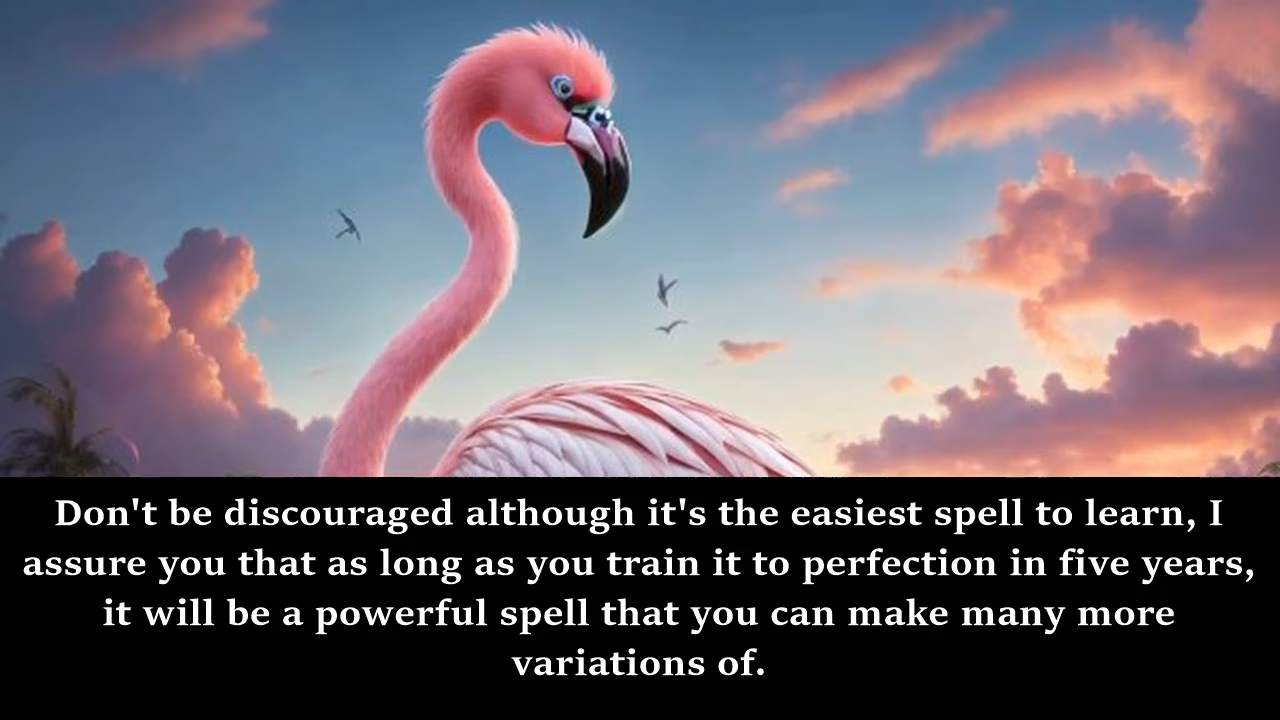 Don't be discouraged although it's the easiest spell to learn, I
assure you that as long as you train it to perfection in five years,
it will be a powerful spell that you can make many more
variations of.